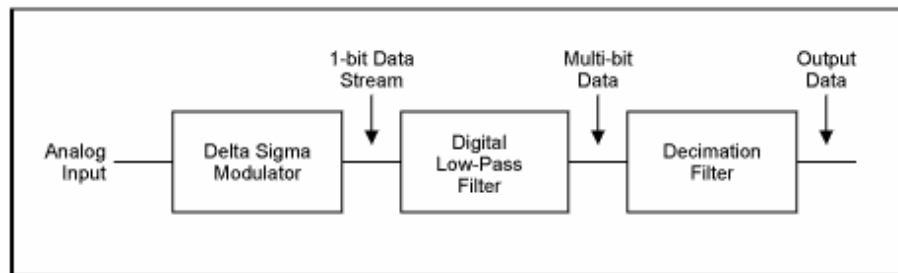 1-bit Data
Stream
Multi-bit
Data
Output
Data
Analog
Input
Delta Sigma
Modulator
Digital
Low-Pass
Filter
Decimation
Filter